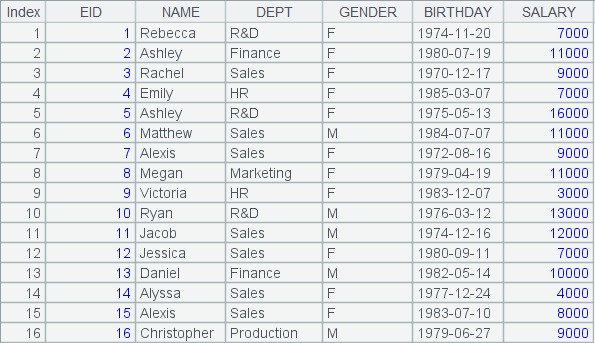 Index EID NAME DEPT GENDER BIRTHDAY SALARY
1 1 Rebecca R&D F 1974-11-20 7000
2 2 Ashley Finance F 1980-07-19 11000
3 3 Rachel Sales F 1970-12-17 9000
4 4 Emily HR F 1985-03-07 7000
5 5 Ashley R&D F 1975-05-13 16000
6 6 Matthew Sales M 1984-07-07 11000
7 7 Alexis Sales F 1972-08-16 9000
8 8 Megan Marketing F 1979-04-19 11000
9 9 Victoria HR F 1983-12-07 3000
10 10 Ryan R&D M 1976-03-12 13000
11 11 Jacob Sales M 1974-12-16 12000
12 12 Jessica Sales F 1980-09-11 7000
13 13 Daniel Finance M 1982-05-14 10000
14 14 Alyssa Sales F 1977-12-24 4000
15 15 Alexis Sales F 1983-07-10 8000
16 16 Christopher Production M 1979-06-27 9000